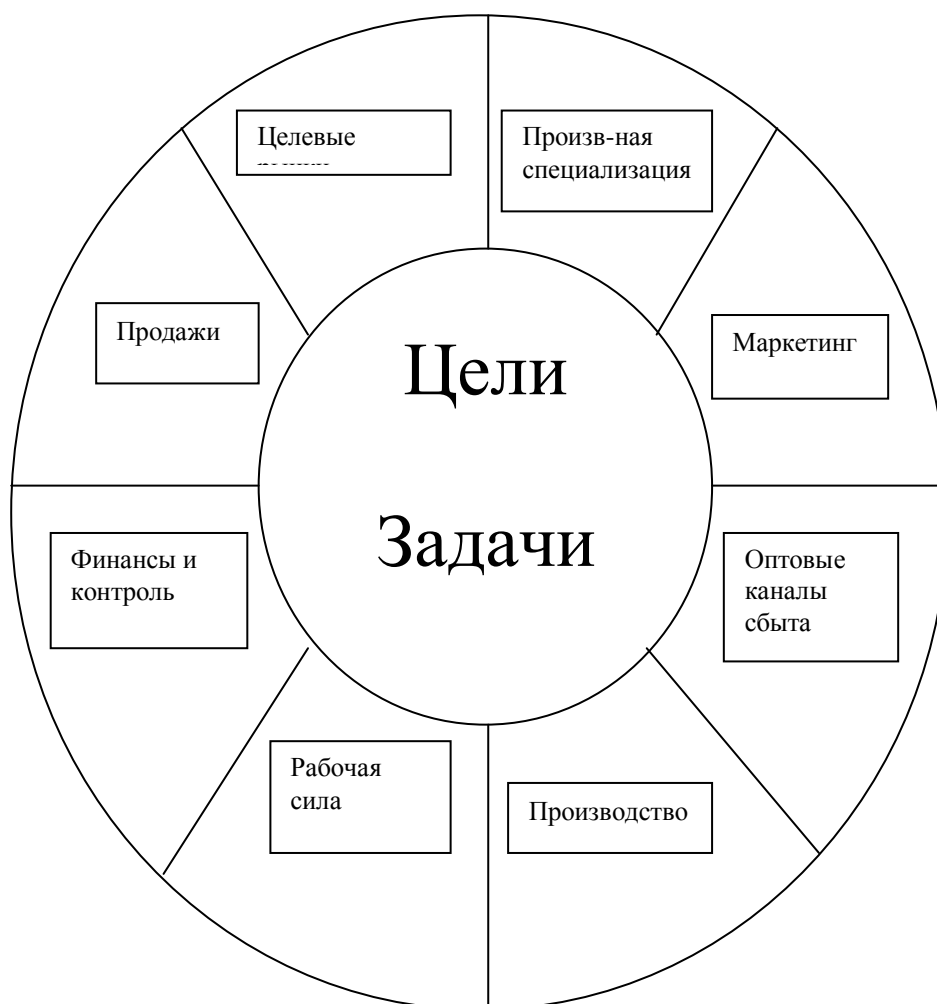 Целевые
Произв-ная
специализация
Продажи
Маркетинг
Цели
Задачи
Финансы и
контроль
Оптовые
каналы
сбыта
Рабочая
сила
Производство